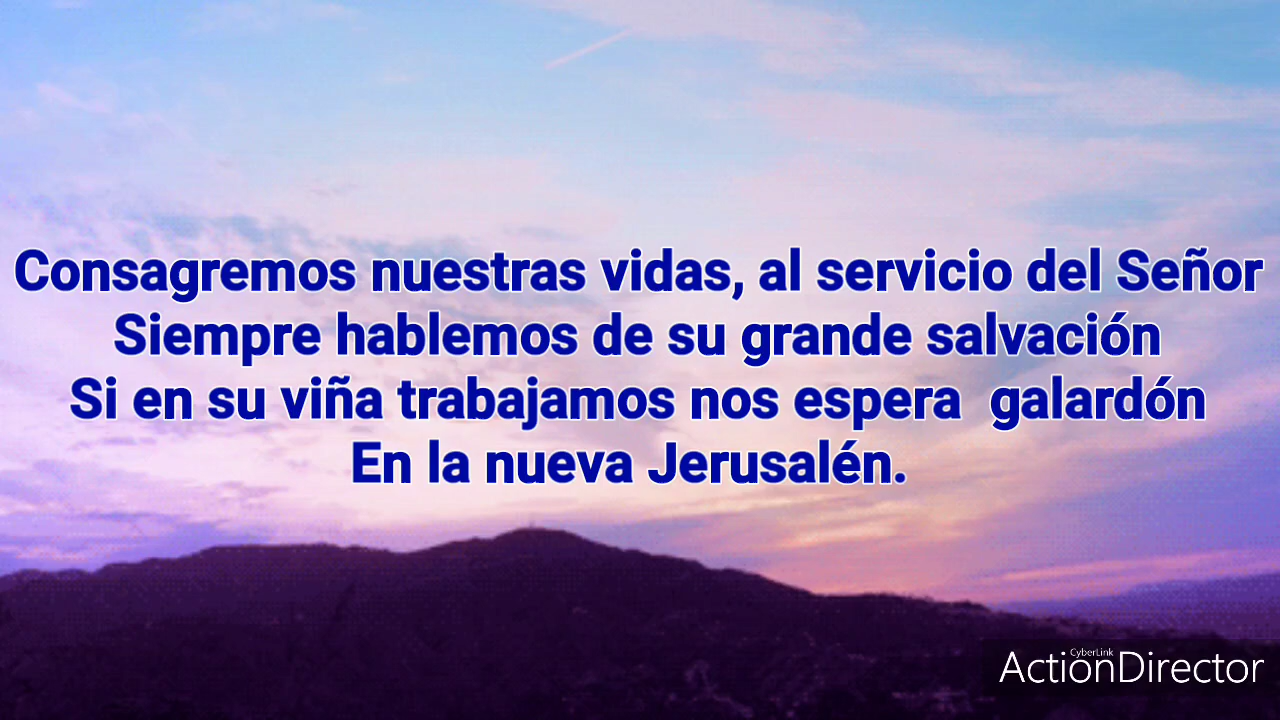 Consagremos nuestras vidas, al servicio del Señor
Siempre hablemos de su grande salvación
Si en su viña trabajamos nos espera  galardón
En la nueva Jerusalén.
CyberLink
ActionDirector